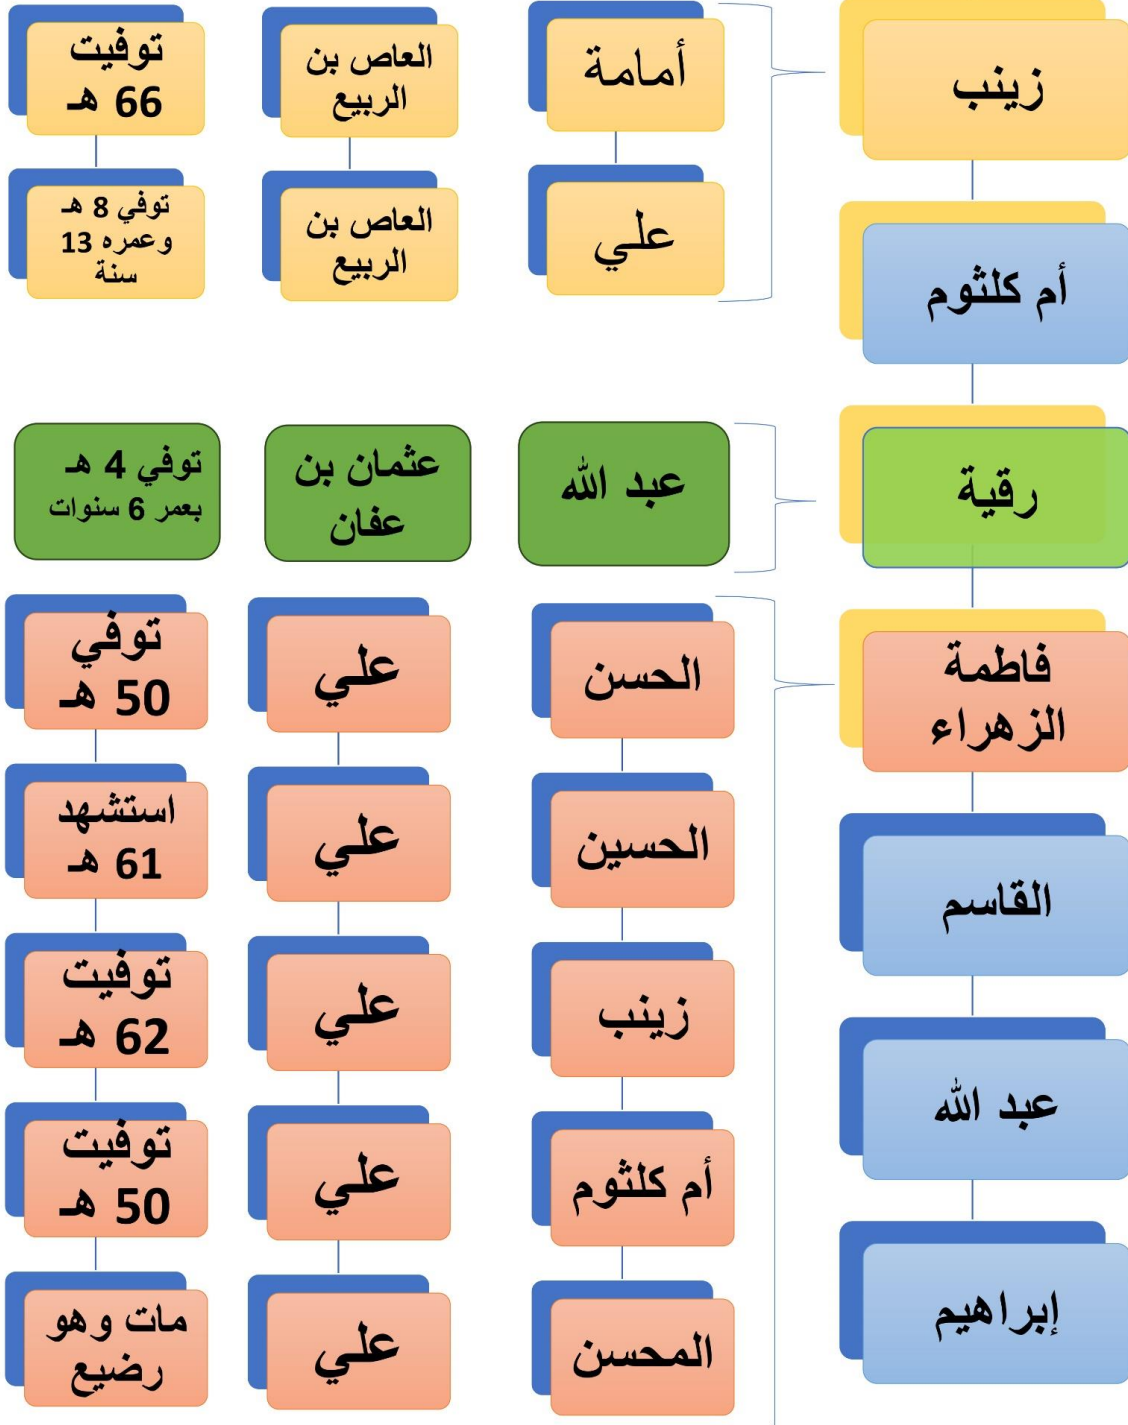 زينب
أمامة
العاص بن
الربيع
توفيت
66 هـ
علي
العاص بن
الربيع
توفي 8 هـ
وعمره 13
سنة
أم كلثوم
رقية
عبد الله
عثمان بن
عفان
توفي 4 هـ
بعمر 6 سنوات
فاطمة
الزهراء
الحسن
علي
توفي
50 هـ
الحسين
علي
استشهد
61 هـ
زينب
علي
توفيت
62 هـ
أم كلثوم
علي
توفيت
50 هـ
المحسن
علي
مات وهو
رضيع
القاسم
عبد الله
إبراهيم